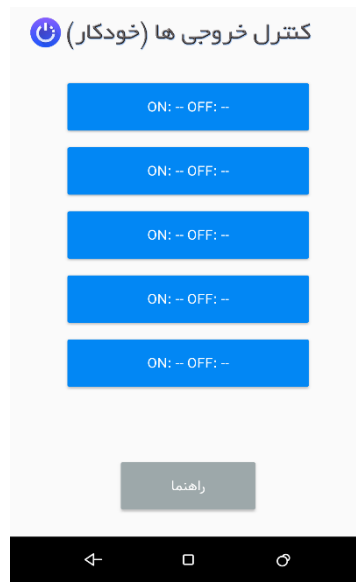 کنترل خروجی ها (خودکار)
ON: -- OFF: --
ON: -- OFF: --
ON: -- OFF: --
ON: -- OFF: --
ON: -- OFF: --
راهنما